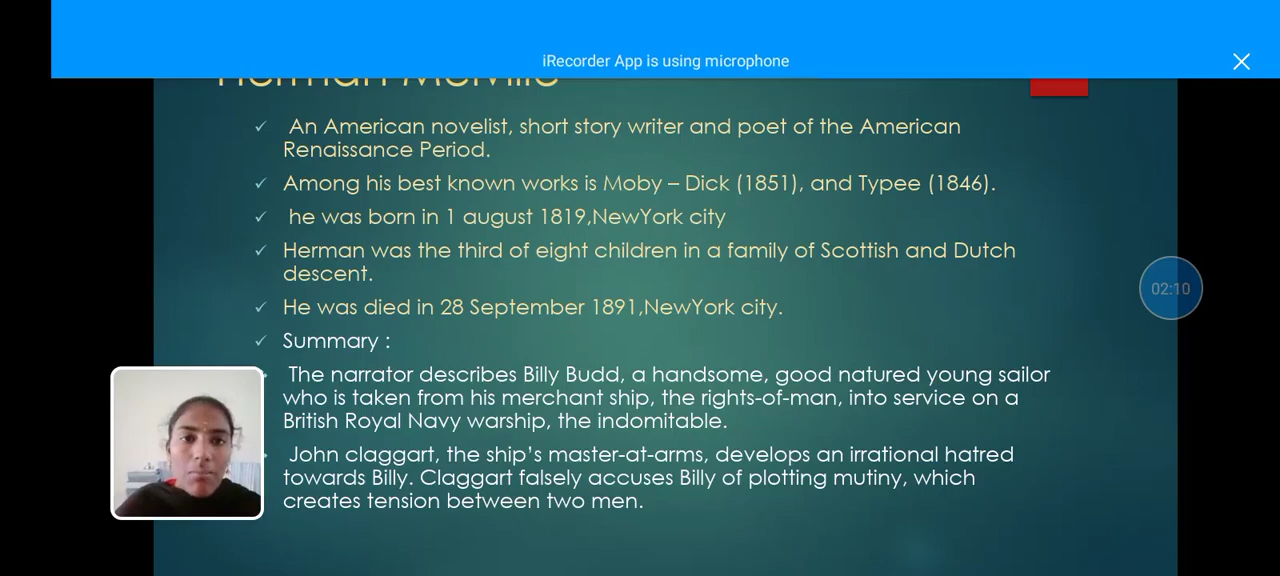 iRecorder App is using microphone
Herman Melville
✓ An American novelist, short story writer and poet of the American
Renaissance Period.
✓ Among his best known works is Moby – Dick (1851), and Typee (1846).
✓ he was born in 1 august 1819,NewYork city
✓ Herman was the third of eight children in a family of Scottish and Dutch
descent.
✓ He was died in 28 September 1891,NewYork city.
02:10
✓ Summary :
The narrator describes Billy Budd, a handsome, good natured young sailor
who is taken from his merchant ship, the rights-of-man, into service on a
British Royal Navy warship, the indomitable.
John claggart, the ship's master-at-arms, develops an irrational hatred
towards Billy. Claggart falsely accuses Billy of plotting mutiny, which
creates tension between two men.